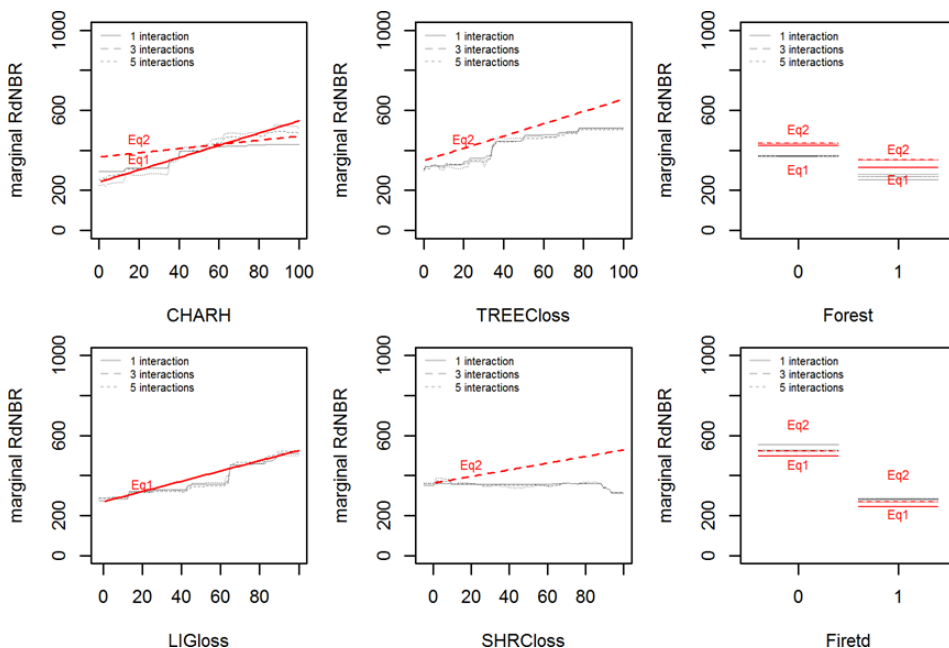 1000
600
400
200
0
marginal RdNBR
1 interaction
3 interactions
5 interactions
Eq2
Eq1
0 20 40 60 80 100
CHARH
1000
600
400
200
0
marginal RdNBR
1 interaction
3 interactions
5 interactions
Eq2
0 20 40 60 80 100
TREECloss
1000
600
400
200
0
marginal RdNBR
1 interaction
3 interactions
5 interactions
Eq2
Eq1
Eq2
Eq1
0 1
Forest
1000
600
400
200
0
marginal RdNBR
1 interaction
3 interactions
5 interactions
Eq1
0 20 40 60 80
LIGloss
1000
600
400
200
0
marginal RdNBR
1 interaction
3 interactions
5 interactions
Eq2
0 20 40 60 80
SHRCloss
1000
600
400
200
0
marginal RdNBR
1 interaction
3 interactions
5 interactions
Eq2
Eq1
Eq2
Eq1
0 1
Firetd